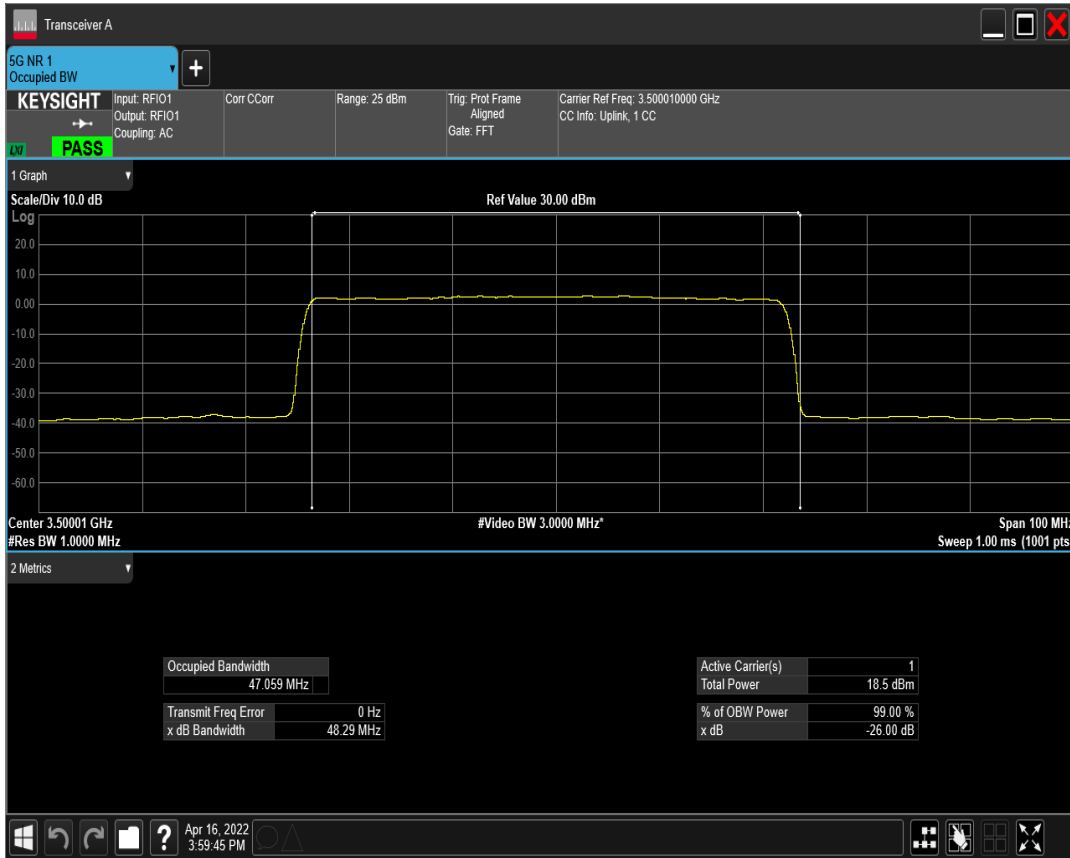 Transceiver A
5G NR 1
Occupied BW
KEYSIGHT
LXI
PASS
Input: RFIO1
Output: RFIO1
Coupling: AC
Corr CCorr
Range: 25 dBm
Trig: Prot Frame
Aligned
Gate: FFT
Carrier Ref Freq: 3.500010000 GHz
CC Info: Uplink, 1 CC
1 Graph
Scale/Div 10.0 dB
Ref Value 30.00 dBm
Log
20.0
10.0
0.00
-10.0
-20.0
-30.0
-40.0
-50.0
-60.0
Center 3.50001 GHz
#Video BW 3.0000 MHz*
Span 100 MHz
#Res BW 1.0000 MHz
Sweep 1.00 ms (1001 pts
2 Metrics
Occupied Bandwidth
47.059 MHz
Transmit Freq Error 0 Hz
x dB Bandwidth 48.29 MHz
Active Carrier(s) 1
Total Power 18.5 dBm
% of OBW Power 99.00 %
x dB -26.00 dB
?
Apr 16, 2022
3:59:45 PM